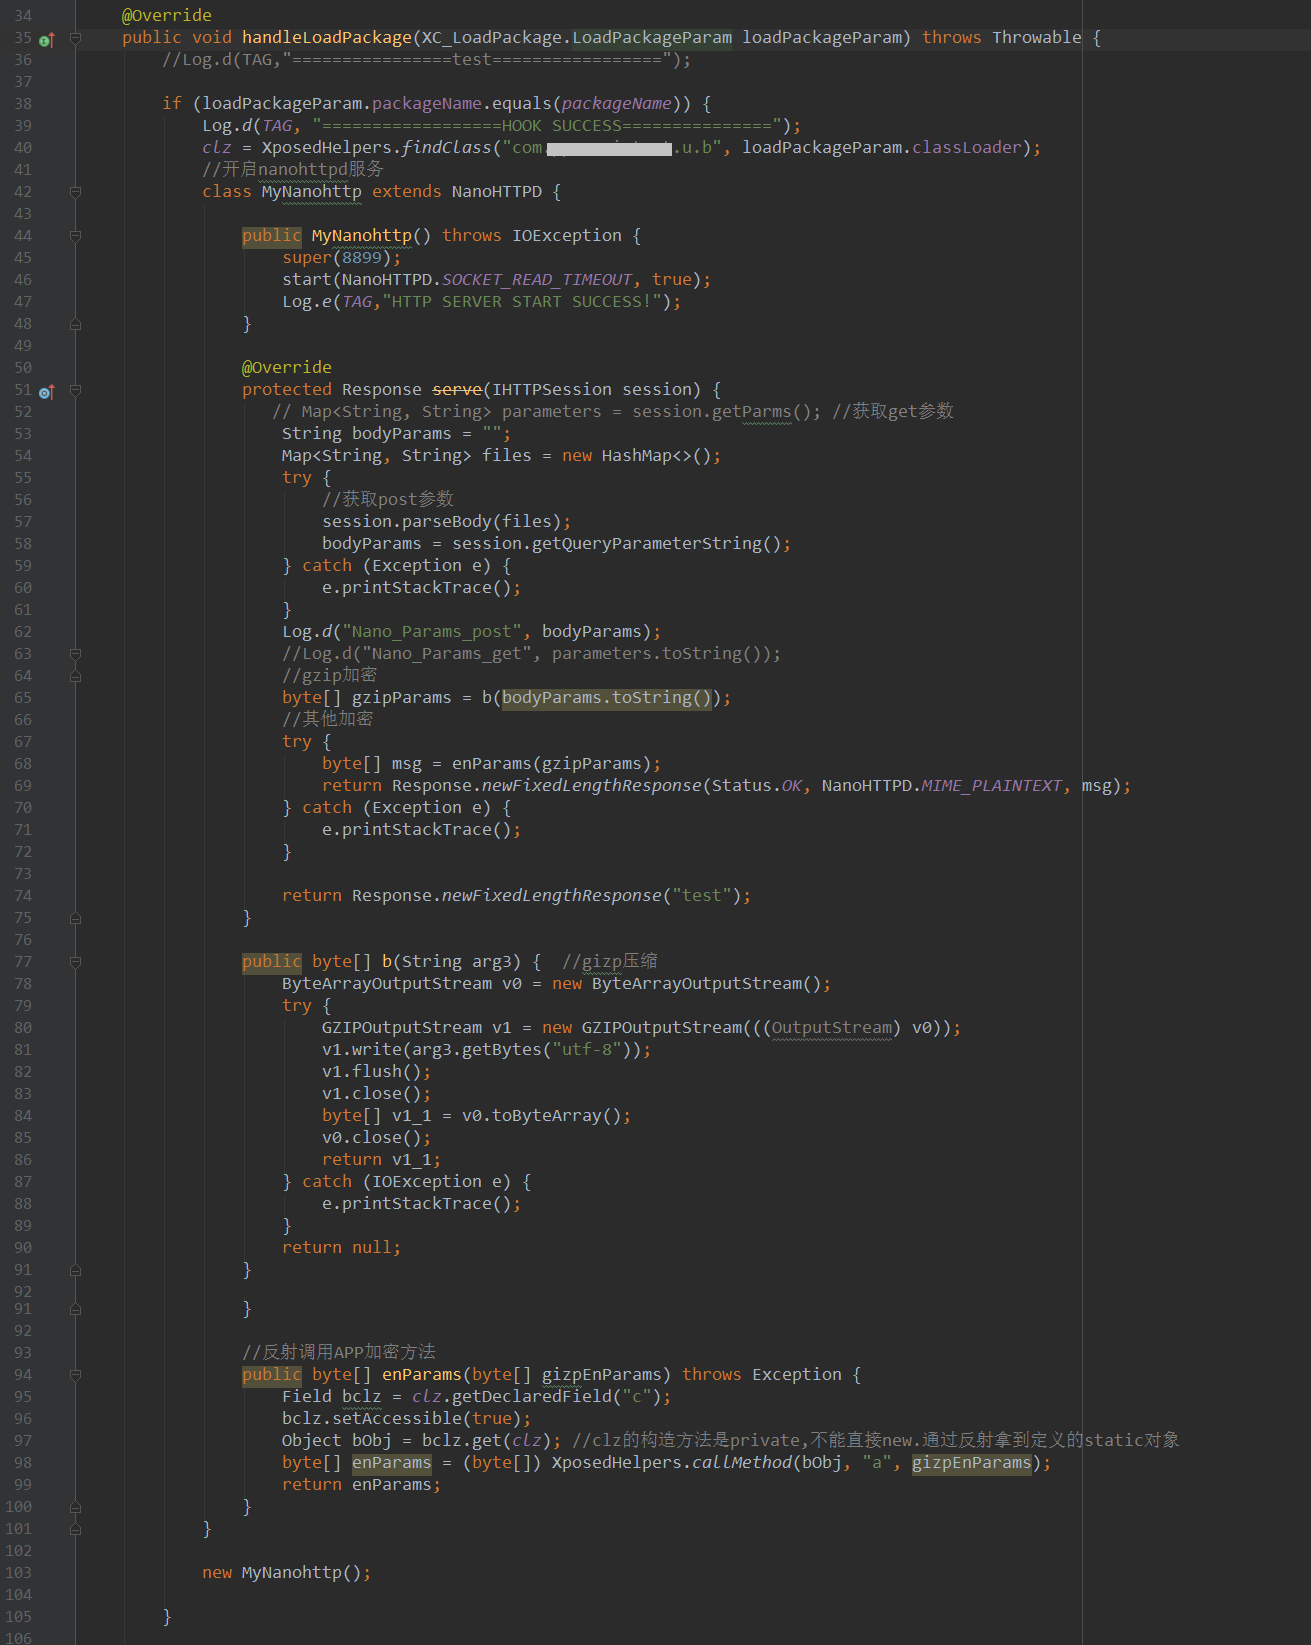 34 @Override
35 public void handleLoadPackage(XC_LoadPackage.LoadPackageParam loadPackageParam) throws Throwable {
36 //Log.d(TAG,"================test=================");
37
38 if (loadPackageParam.packageName.equals(packageName)) {
39 Log.d(TAG, "==================HOOK SUCCESS===============");
40 clz = XposedHelpers.findClass("com. .u.b", loadPackageParam.classLoader);
41 //开启nanohttpd服务
42 class MyNanohttp extends NanoHTTPD {
43
44 public MyNanohttp() throws IOException {
45 super(8899);
46 start(NanoHTTPD.SOCKET_READ_TIMEOUT, true);
47 Log.e(TAG,"HTTP SERVER START SUCCESS!");
48 }
49
50 @Override
51 protected Response serve(IHTTPSession session) {
52 // Map<String, String> parameters = session.getParms(); //获取get参数
53 String bodyParams = "";
54 Map<String, String> files = new HashMap<>();
55 try {
56 //获取post参数
57 session.parseBody(files);
58 bodyParams = session.getQueryParameterString();
59 } catch (Exception e) {
60 e.printStackTrace();
61 }
62 Log.d("Nano_Params_post", bodyParams);
63 //Log.d("Nano_Params_get", parameters.toString());
64 //gzip加密
65 byte[] gzipParams = b(bodyParams.toString());
66 //其他加密
67 try {
68 byte[] msg = enParams(gzipParams);
69 return Response.newFixedLengthResponse(Status.OK, NanoHTTPD.MIME_PLAINTEXT, msg);
70 } catch (Exception e) {
71 e.printStackTrace();
72 }
73
74 return Response.newFixedLengthResponse("test");
75 }
76
77 public byte[] b(String arg3) { //gizp压缩
78 ByteArrayOutputStream v0 = new ByteArrayOutputStream();
79 try {
80 GZIPOutputStream v1 = new GZIPOutputStream(((OutputStream) v0));
81 v1.write(arg3.getBytes("utf-8"));
82 v1.flush();
83 v1.close();
84 byte[] v1_1 = v0.toByteArray();
85 v0.close();
86 return v1_1;
87 } catch (IOException e) {
88 e.printStackTrace();
89 }
90 return null;
91 }
92
91 }
92
93 //反射调用APP加密方法
94 public byte[] enParams(byte[] gizpEnParams) throws Exception {
95 Field bclz = clz.getDeclaredField("c");
96 bclz.setAccessible(true);
97 Object bObj = bclz.get(clz); //clz的构造方法是private,不能直接new.通过反射拿到定义的static对象
98 byte[] enParams = (byte[]) XposedHelpers.callMethod(bObj, "a", gizpEnParams);
99 return enParams;
100 }
101 }
102
103 new MyNanohttp();
104
105 }
106